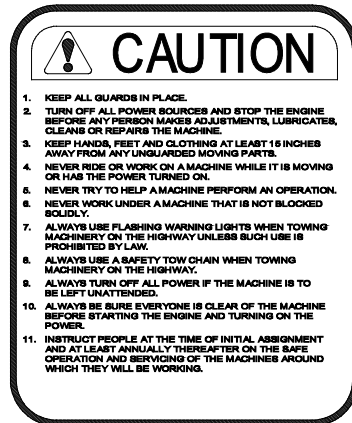 CAUTION
1. KEEP ALL GUARDS IN PLACE.
2. TURN OFF ALL POWER SOURCES AND STOP THE ENGINE
BEFORE ANY PERSON MAKES ADJUSTMENTS, LUBRICATES,
CLEANS OR REPAIRS THE MACHINE.
3. KEEP HANDS, FEET AND CLOTHING AT LEAST 15 INCHES
AWAY FROM ANY UNGUARDED MOVING PARTS.
4. NEVER RIDE OR WORK ON A MACHINE WHILE IT IS MOVING
OR HAS THE POWER TURNED ON.
5. NEVER TRY TO HELP A MACHINE PERFORM AN OPERATION.
6. NEVER WORK UNDER A MACHINE THAT IS NOT BLOCKED
SOLIDLY.
7. ALWAYS USE FLASHING WARNING LIGHTS WHEN TOWING
MACHINERY ON THE HIGHWAY UNLESS SUCH USE IS
PROHIBITED BY LAW.
8. ALWAYS USE A SAFETY TOW CHAIN WHEN TOWING
MACHINERY ON THE HIGHWAY.
9. ALWAYS TURN OFF ALL POWER IF THE MACHINE IS TO
BE LEFT UNATTENDED.
10. ALWAYS BE SURE EVERYONE IS CLEAR OF THE MACHINE
BEFORE STARTING THE ENGINE AND TURNING ON THE
POWER.
11. INSTRUCT PEOPLE AT THE TIME OF INITIAL ASSIGNMENT
AND AT LEAST ANNUALLY THEREAFTER ON THE SAFE
OPERATION AND SERVICING OF THE MACHINES AROUND
WHICH THEY WILL BE WORKING.